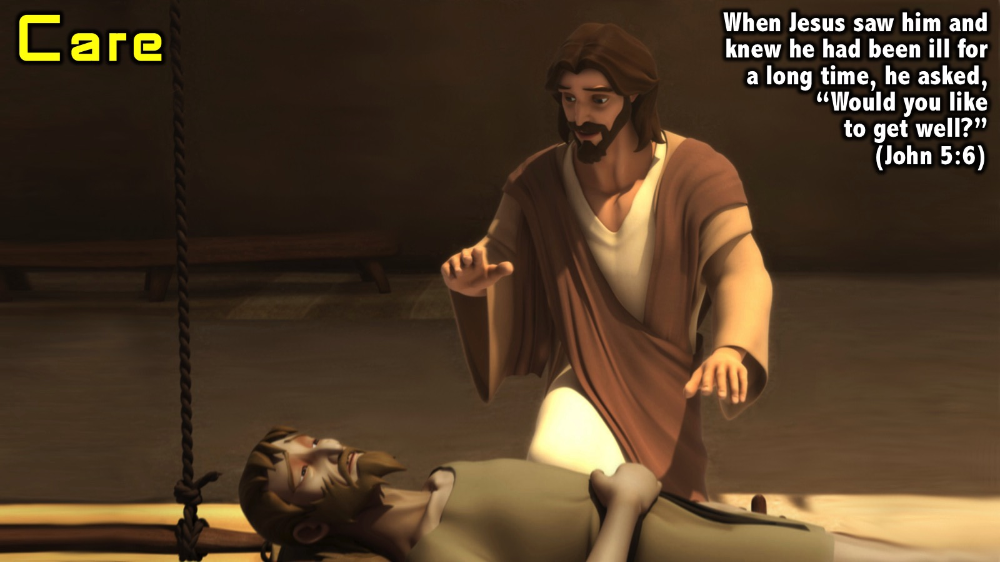 Care
When Jesus saw him and
knew he had been ill for
a long time, he asked,
“Would you like
to get well?”
(John 5:6)